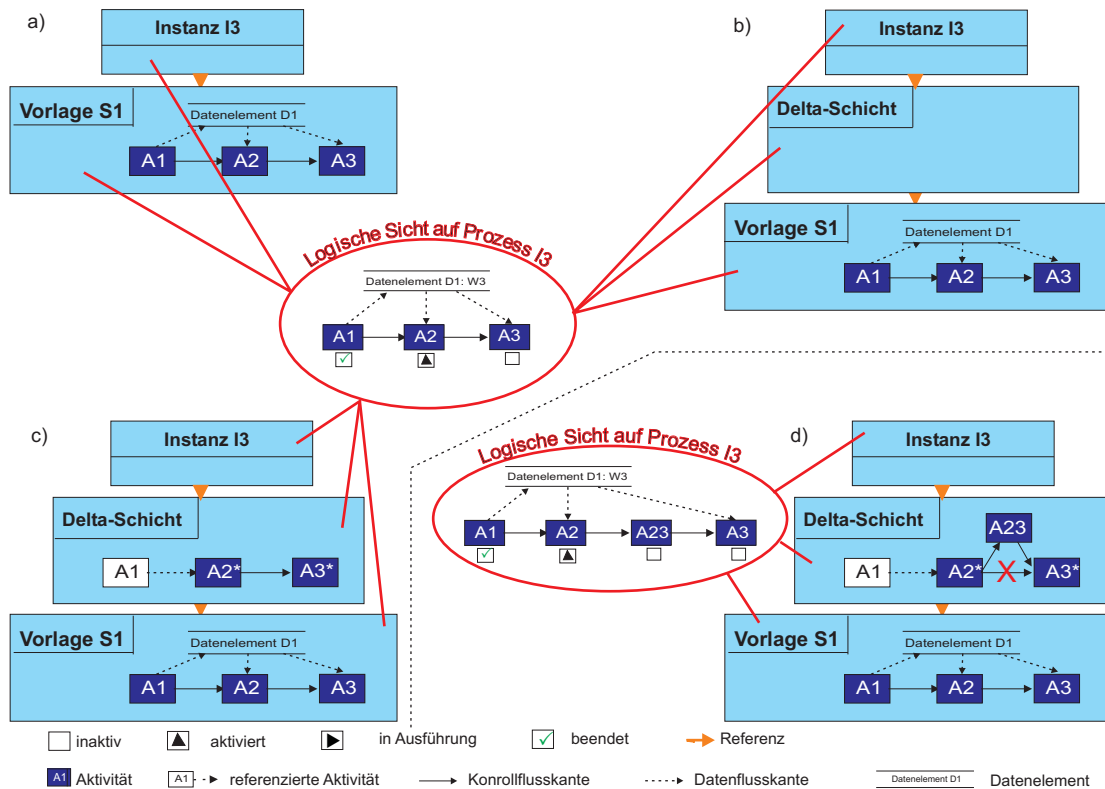 a)
Instanz I3
Vorlage S1
Datenelement D1
A1 A2 A3
b)
Instanz I3
Delta-Schicht
Vorlage S1
Datenelement D1
A1 A2 A3
Logische Sicht auf Prozess I3
Datenelement D1: W3
A1 A2 A3
c)
Instanz I3
Delta-Schicht
A1 A2* A3*
Vorlage S1
Datenelement D1
A1 A2 A3
Logische Sicht auf Prozess I3
Datenelement D1: W3
A1 A2 A23 A3
d)
Instanz I3
Delta-Schicht
A23
A1 A2* X A3*
Vorlage S1
Datenelement D1
A1 A2 A3
inaktiv aktiviert in Ausführung beendet Referenz
A1 Aktivität A1 referenzierte Aktivität Konrollflusskante Datenflusskante Datenelement D1 Datenelement